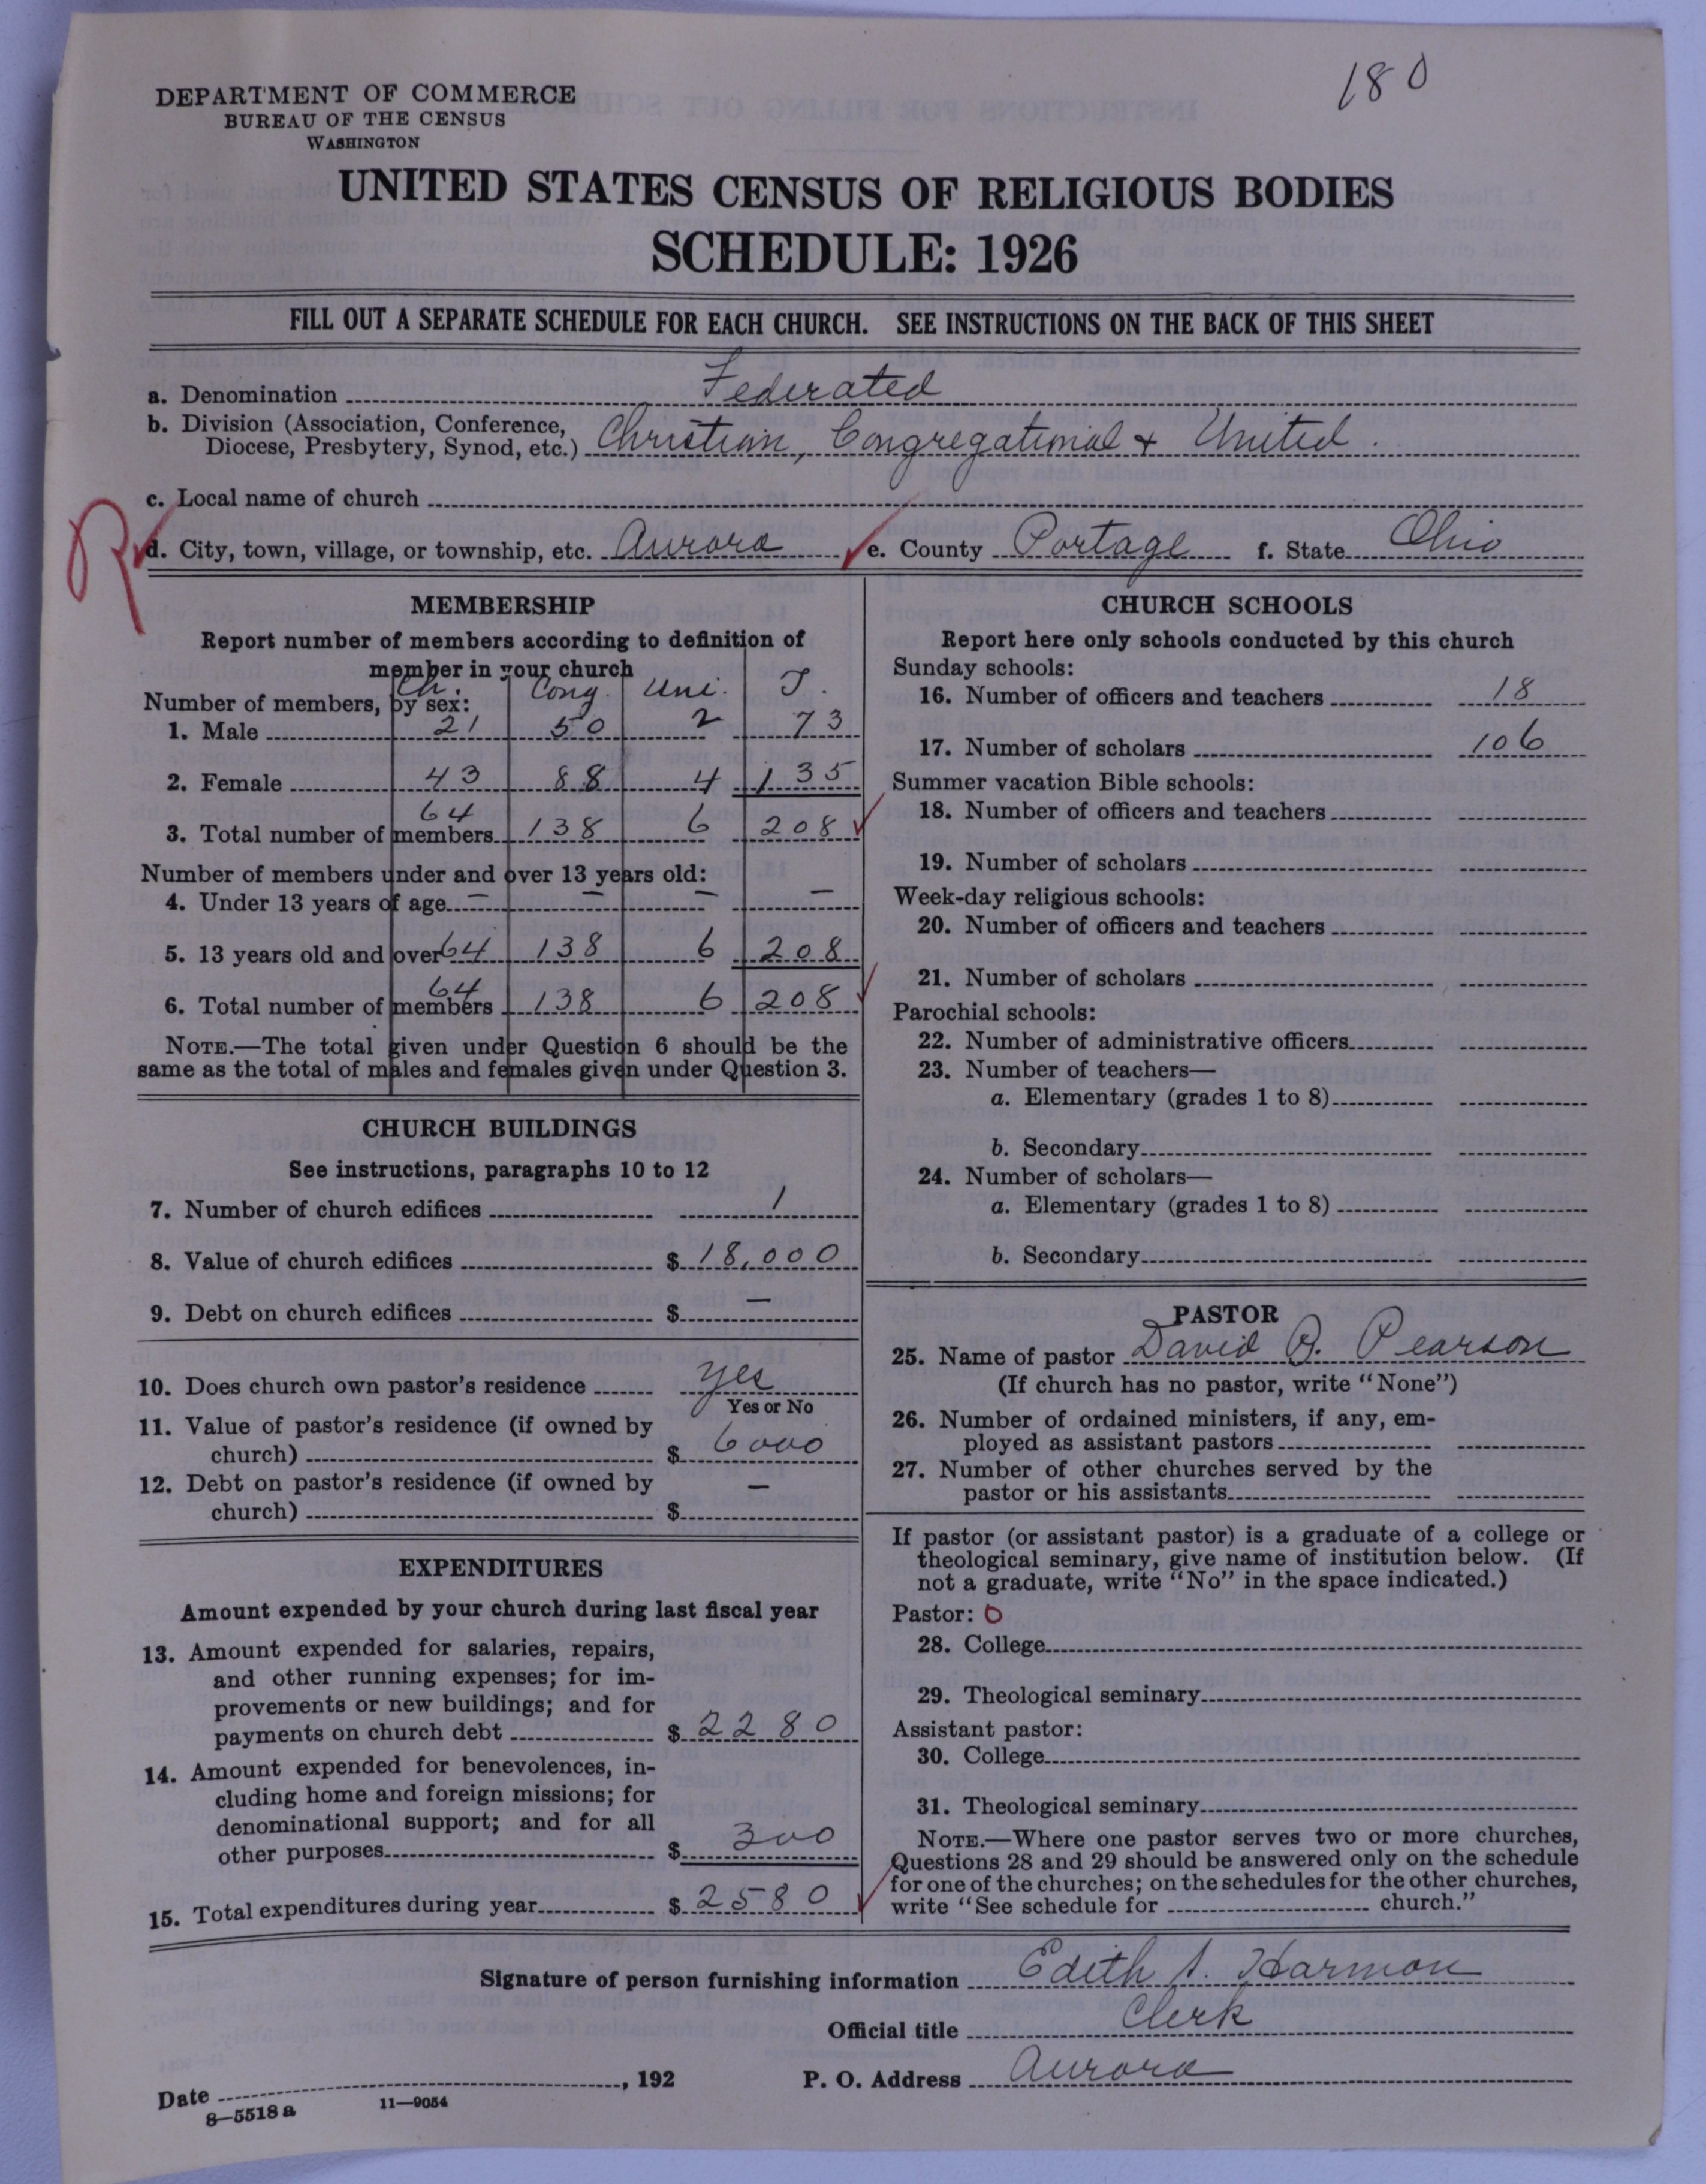 180
DEPARTMENT OF COMMERCE
BUREAU OF THE CENSUS
WASHINGTON
UNITED STATES CENSUS OF RELIGIOUS BODIES
SCHEDULE: 1926
FILL OUT A SEPARATE SCHEDULE FOR EACH CHURCH. SEE INSTRUCTIONS ON THE BACK OF THIS SHEET
a. Denomination Federated
b. Division (Association, Conference,
Diocese, Presbytery, Synod, etc.) Christian, Congregational & United.
c. Local name of church
R
d. City, town, village, or township, etc. Aurora e. County Portage f. State Ohio
MEMBERSHIP
Report number of members according to definition of
member in your church
Ch. Cong. Uni. T.
Number of members, by sex:
1. Male 21 50 2 73
2. Female 43 88 4 135
3. Total number of members 64 138 6 208
Number of members under and over 13 years old:
4. Under 13 years of age — — — —
5. 13 years old and over 64 138 6 208
6. Total number of members 64 138 6 208
NOTE.—The total given under Question 6 should be the
same as the total of males and females given under Question 3.
CHURCH BUILDINGS
See instructions, paragraphs 10 to 12
7. Number of church edifices 1
8. Value of church edifices $ 18,000
9. Debt on church edifices $ —
10. Does church own pastor's residence yes
Yes or No
11. Value of pastor's residence (if owned by
church) $ 6000
12. Debt on pastor's residence (if owned by
church) $ —
EXPENDITURES
Amount expended by your church during last fiscal year
13. Amount expended for salaries, repairs,
and other running expenses; for im-
provements or new buildings; and for
payments on church debt $ 2280
14. Amount expended for benevolences, in-
cluding home and foreign missions; for
denominational support; and for all
other purposes $ 300
15. Total expenditures during year $ 2580
CHURCH SCHOOLS
Report here only schools conducted by this church
Sunday schools:
16. Number of officers and teachers 18
17. Number of scholars 106
Summer vacation Bible schools:
18. Number of officers and teachers
19. Number of scholars
Week-day religious schools:
20. Number of officers and teachers
21. Number of scholars
Parochial schools:
22. Number of administrative officers
23. Number of teachers—
a. Elementary (grades 1 to 8)
b. Secondary
24. Number of scholars—
a. Elementary (grades 1 to 8)
b. Secondary
PASTOR
25. Name of pastor David R. Pearson
(If church has no pastor, write "None")
26. Number of ordained ministers, if any, em-
ployed as assistant pastors
27. Number of other churches served by the
pastor or his assistants
If pastor (or assistant pastor) is a graduate of a college or
theological seminary, give name of institution below. (If
not a graduate, write "No" in the space indicated.)
Pastor: 0
28. College
29. Theological seminary
Assistant pastor:
30. College
31. Theological seminary
NOTE.—Where one pastor serves two or more churches,
Questions 28 and 29 should be answered only on the schedule
for one of the churches; on the schedules for the other churches,
write "See schedule for church."
Signature of person furnishing information Edith A. Harmon
Official title Clerk
Date , 192 P. O. Address Aurora
8—5518 a 11—9054